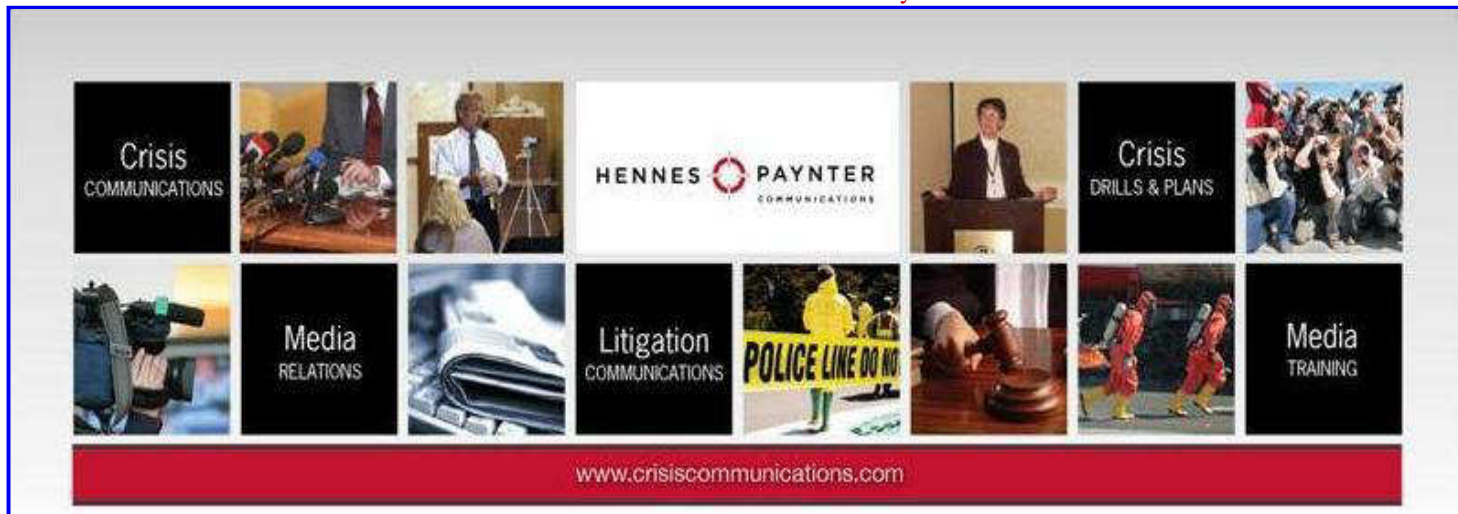 Crisis
COMMUNICATIONS
HENNES PAYNTER
COMMUNICATIONS
Crisis
DRILLS & PLANS
Media
RELATIONS
Litigation
COMMUNICATIONS
POLICE LINE DO NO
Media
TRAINING
www.crisiscommunications.com